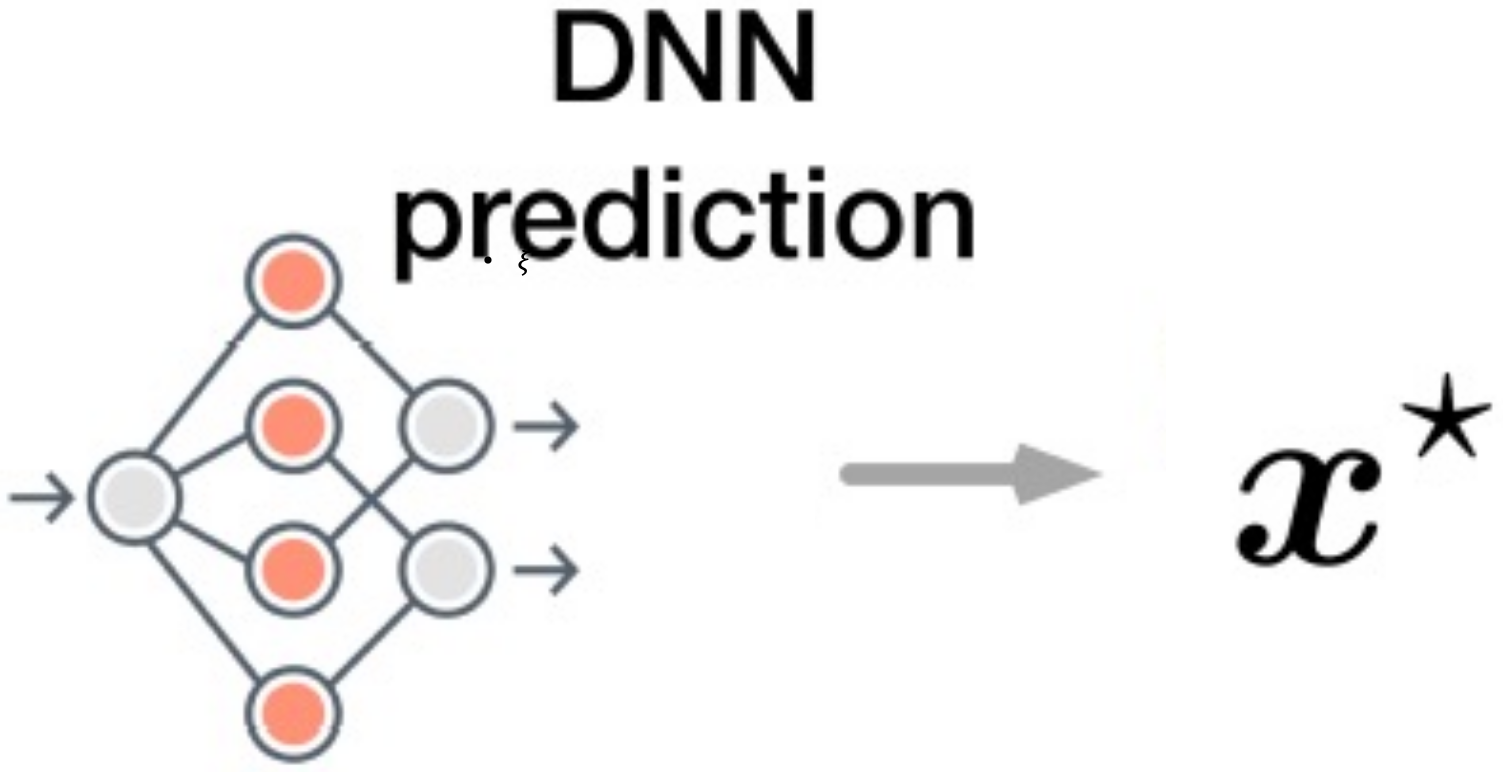 DNN
prediction
. ξ
x*